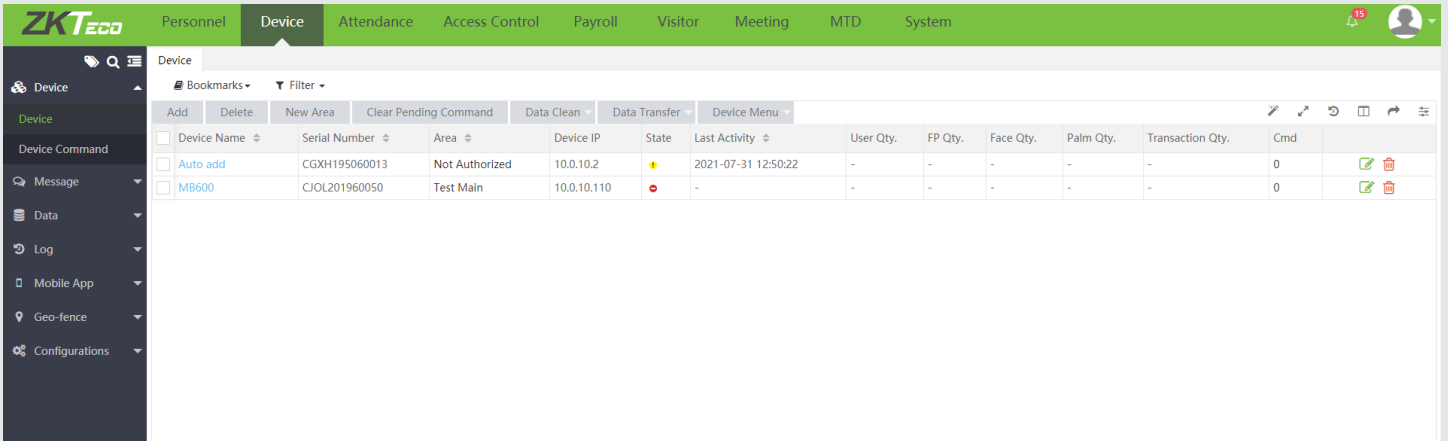 ZKTECO Personnel Device Attendance Access Control Payroll Visitor Meeting MTD System 15
Device
Bookmarks Filter
Device
Add Delete New Area Clear Pending Command Data Clean Data Transfer Device Menu
Device
Device Name Serial Number Area Device IP State Last Activity User Qty. FP Qty. Face Qty. Palm Qty. Transaction Qty. Cmd
Device Command
Auto add CGXH195060013 Not Authorized 10.0.10.2 2021-07-31 12:50:22 - - - - - 0
MB600 CJOL201960050 Test Main 10.0.10.110 - - - - - - 0
Message
Data
Log
Mobile App
Geo-fence
Configurations